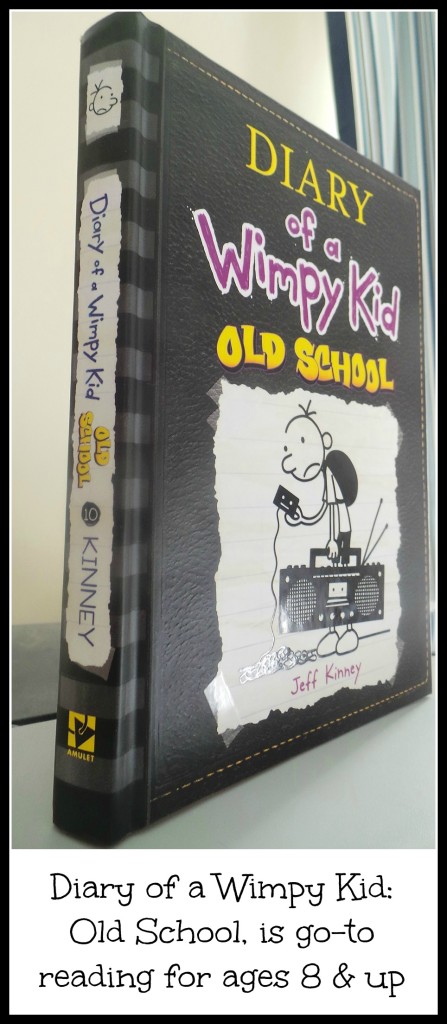 Diary of a Wimpy Kid
OLD
SCHOOL
10
KINNEY
AMULET
DIARY
of a
Wimpy Kid
OLD SCHOOL
Jeff Kinney
Diary of a Wimpy Kid:
Old School, is go-to
reading for ages 8 & up